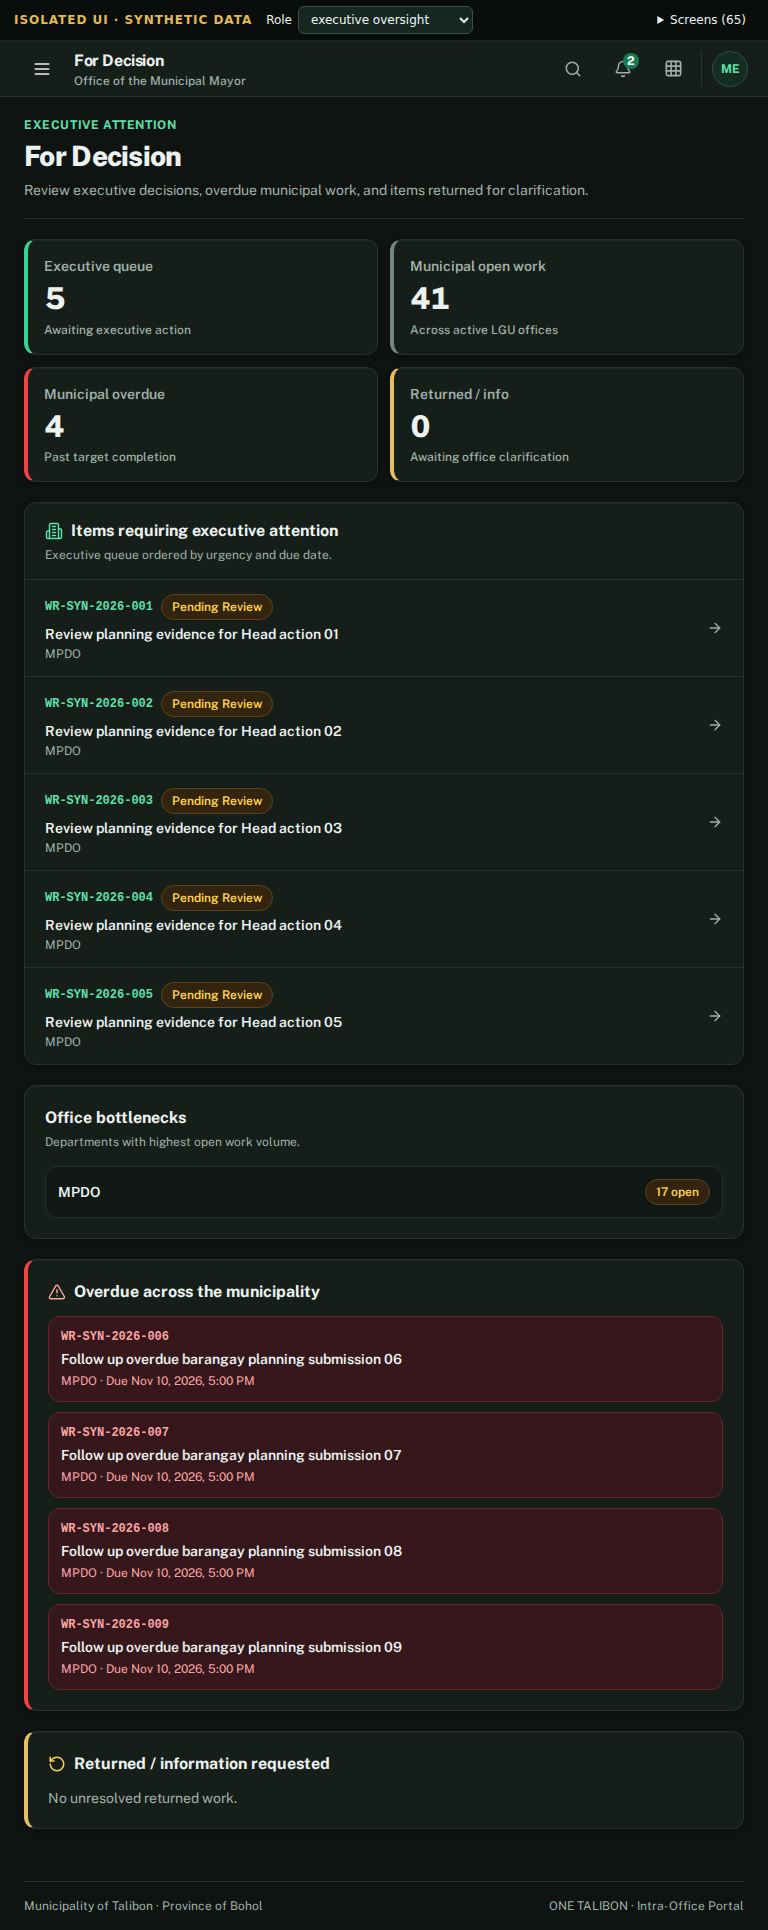 ISOLATED UI · SYNTHETIC DATA Role executive oversight ▶ Screens (65)
For Decision
Office of the Municipal Mayor
2
ME
EXECUTIVE ATTENTION
For Decision
Review executive decisions, overdue municipal work, and items returned for clarification.
Executive queue
5
Awaiting executive action
Municipal open work
41
Across active LGU offices
Municipal overdue
4
Past target completion
Returned / info
0
Awaiting office clarification
Items requiring executive attention
Executive queue ordered by urgency and due date.
WR-SYN-2026-001 Pending Review
Review planning evidence for Head action 01
MPDO
WR-SYN-2026-002 Pending Review
Review planning evidence for Head action 02
MPDO
WR-SYN-2026-003 Pending Review
Review planning evidence for Head action 03
MPDO
WR-SYN-2026-004 Pending Review
Review planning evidence for Head action 04
MPDO
WR-SYN-2026-005 Pending Review
Review planning evidence for Head action 05
MPDO
Office bottlenecks
Departments with highest open work volume.
MPDO 17 open
Overdue across the municipality
WR-SYN-2026-006
Follow up overdue barangay planning submission 06
MPDO · Due Nov 10, 2026, 5:00 PM
WR-SYN-2026-007
Follow up overdue barangay planning submission 07
MPDO · Due Nov 10, 2026, 5:00 PM
WR-SYN-2026-008
Follow up overdue barangay planning submission 08
MPDO · Due Nov 10, 2026, 5:00 PM
WR-SYN-2026-009
Follow up overdue barangay planning submission 09
MPDO · Due Nov 10, 2026, 5:00 PM
Returned / information requested
No unresolved returned work.
Municipality of Talibon · Province of Bohol ONE TALIBON · Intra-Office Portal